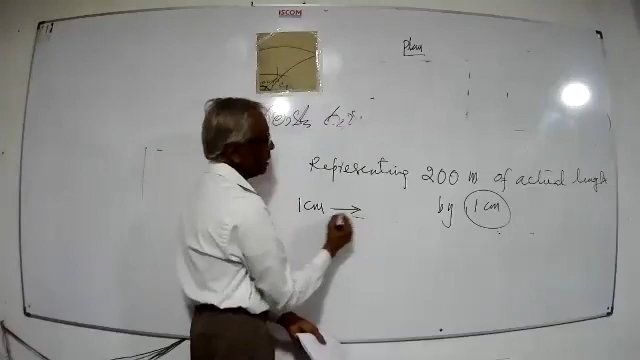 ISCOM
Plan
Representing 200 m of actual length
1 cm → by 1 cm